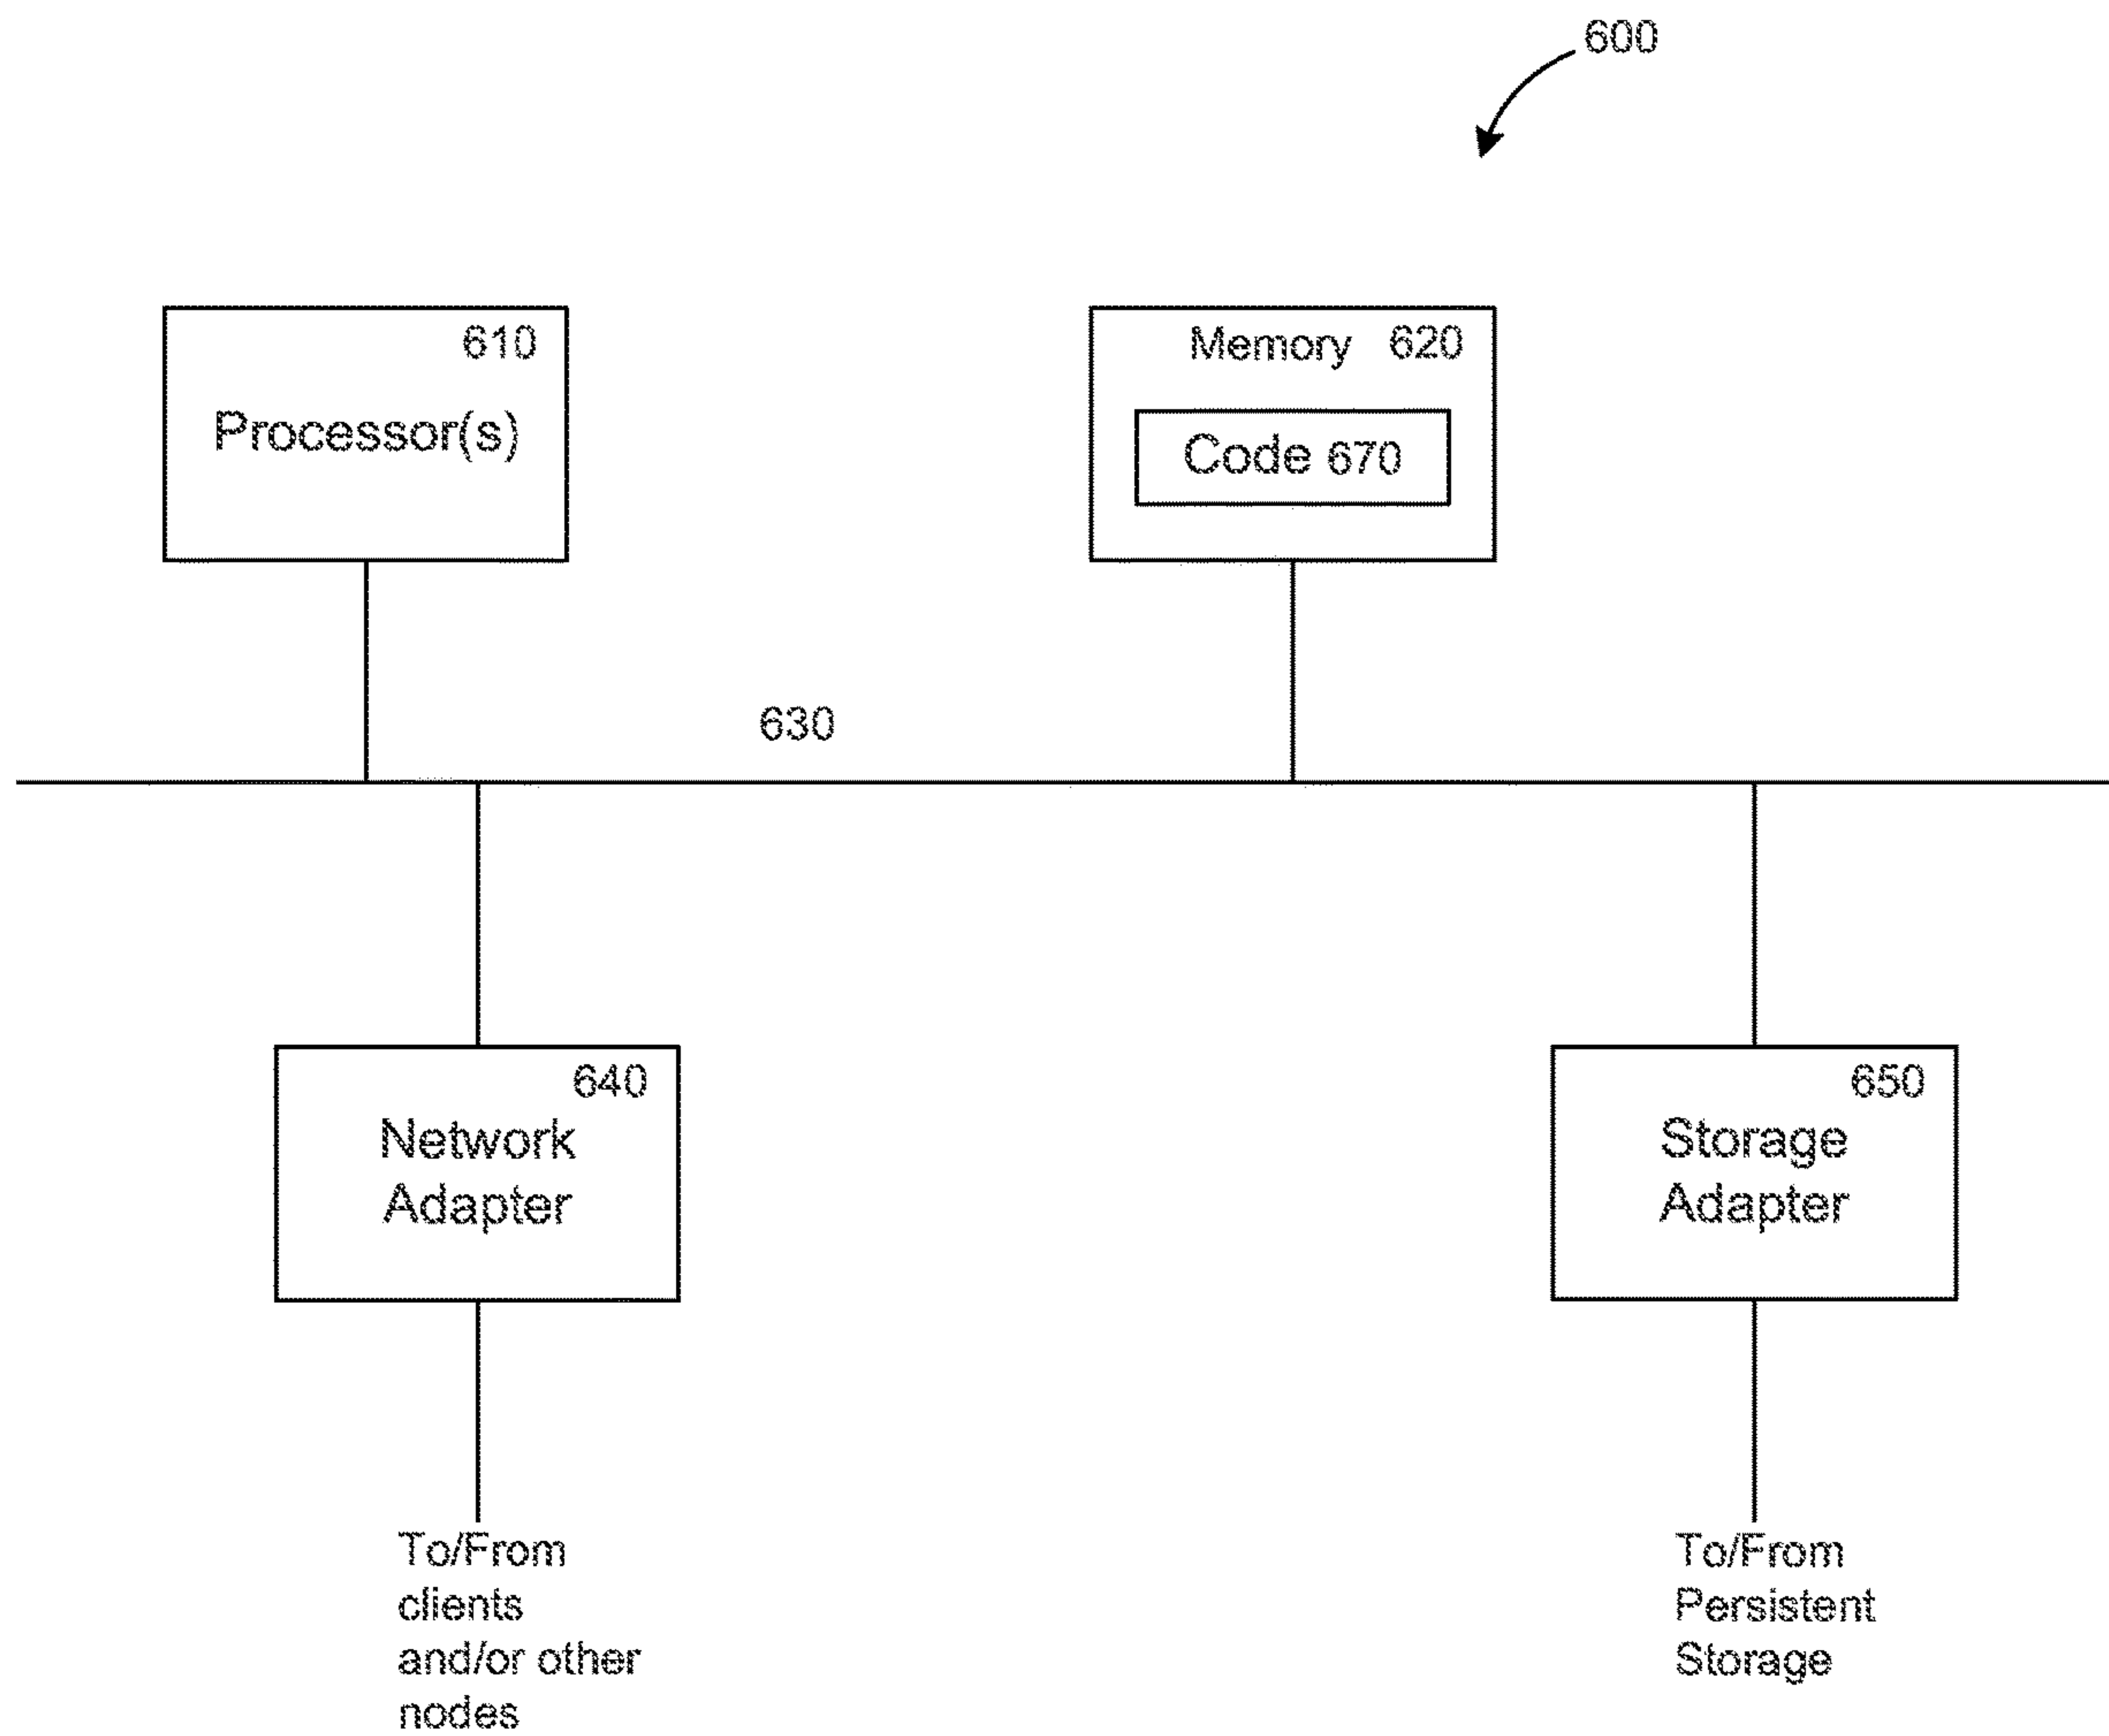 600
610
Processor(s)
Memory 620
Code 670
630
640
Network
Adapter
650
Storage
Adapter
To/From
clients
and/or other
nodes
To/From
Persistent
Storage